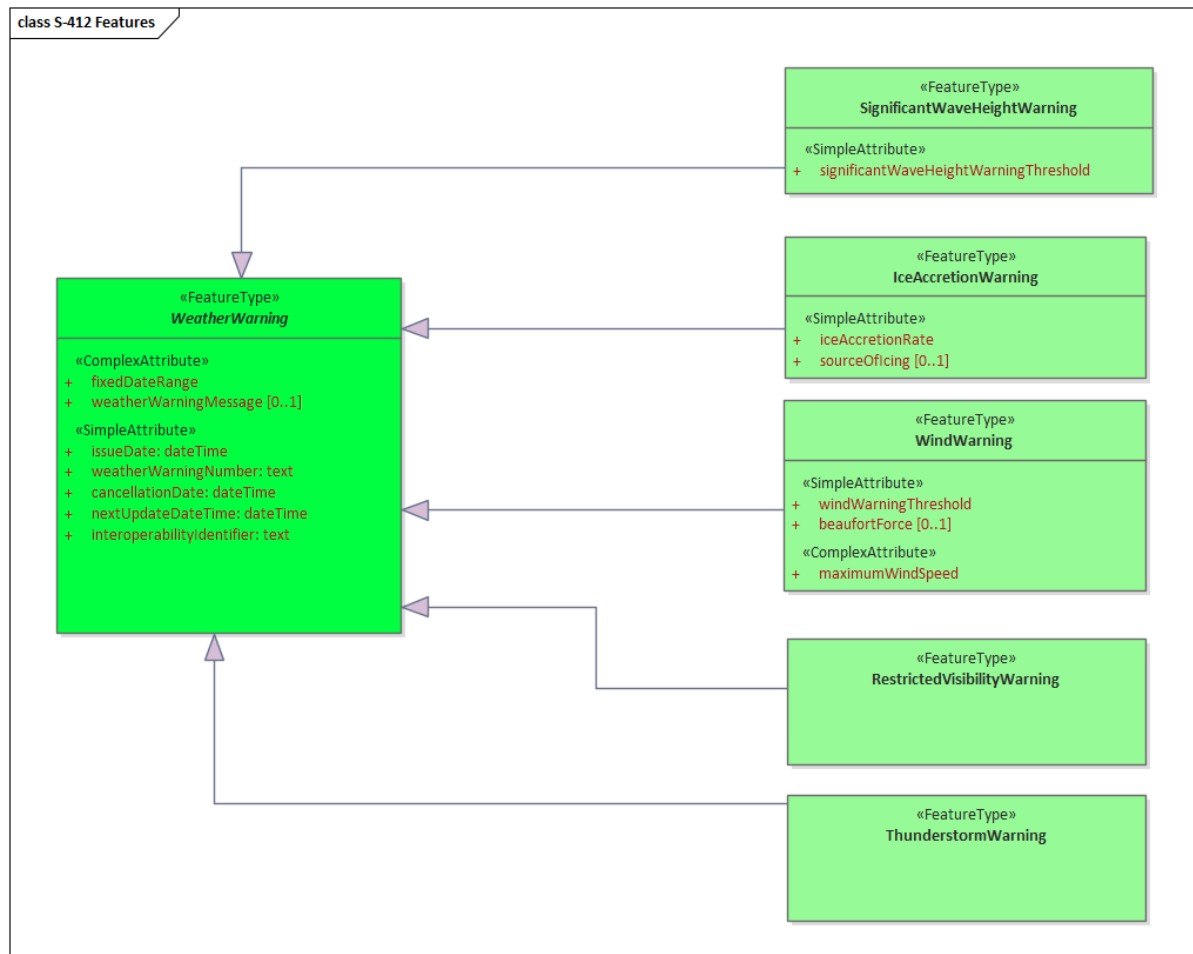 class S-412 Features
«FeatureType»
SignificantWaveHeightWarning
«SimpleAttribute»
+ significantWaveHeightWarningThreshold
«FeatureType»
IceAccretionWarning
«SimpleAttribute»
+ iceAccretionRate
+ sourceOfIcing [0..1]
«FeatureType»
WeatherWarning
«ComplexAttribute»
+ fixedDateRange
+ weatherWarningMessage [0..1]
«SimpleAttribute»
+ issueDate: dateTime
+ weatherWarningNumber: text
+ cancellationDate: dateTime
+ nextUpdateDateTime: dateTime
+ interoperabilityIdentifier: text
«FeatureType»
WindWarning
«SimpleAttribute»
+ windWarningThreshold
+ beaufortForce [0..1]
«ComplexAttribute»
+ maximumWindSpeed
«FeatureType»
RestrictedVisibilityWarning
«FeatureType»
ThunderstormWarning